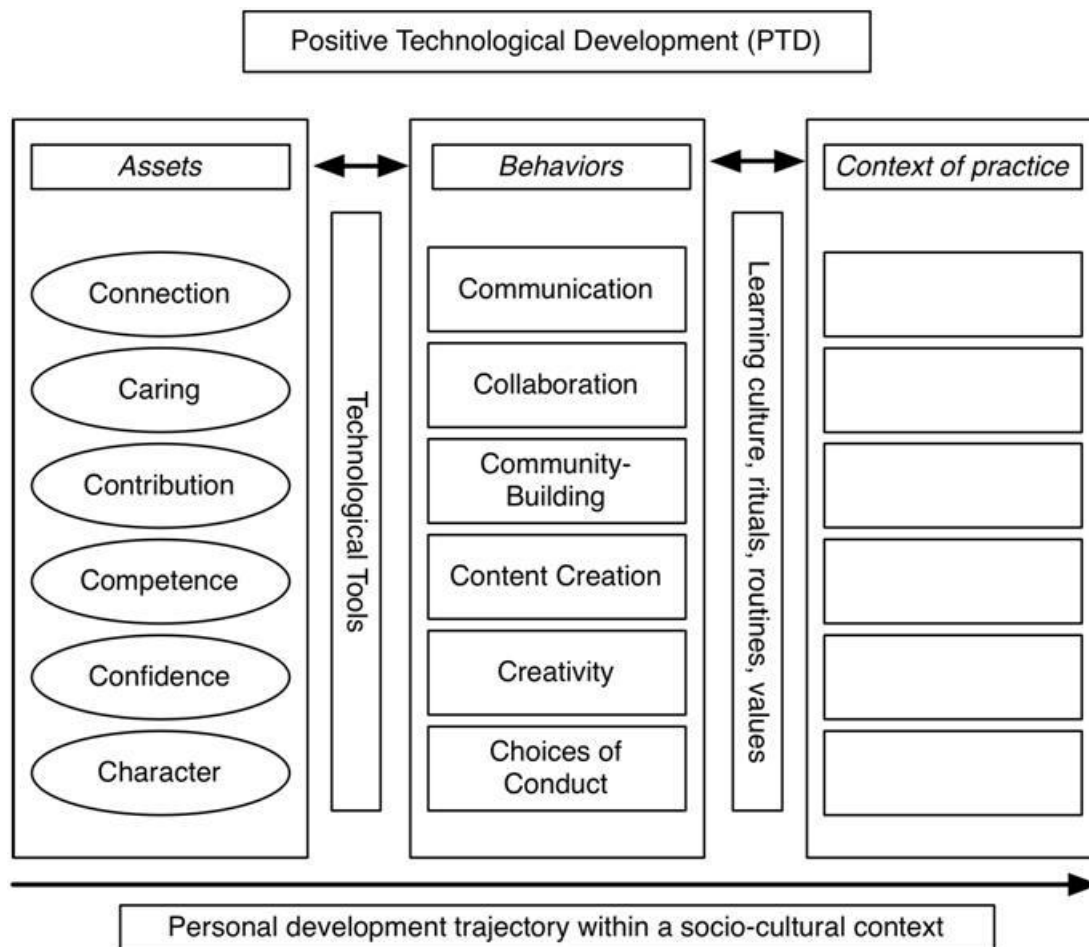 Positive Technological Development (PTD)
Assets
Connection
Caring
Contribution
Competence
Confidence
Character
Technological Tools
Behaviors
Communication
Collaboration
Community-
Building
Content Creation
Creativity
Choices of
Conduct
Learning culture, rituals, routines, values
Context of practice
Personal development trajectory within a socio-cultural context